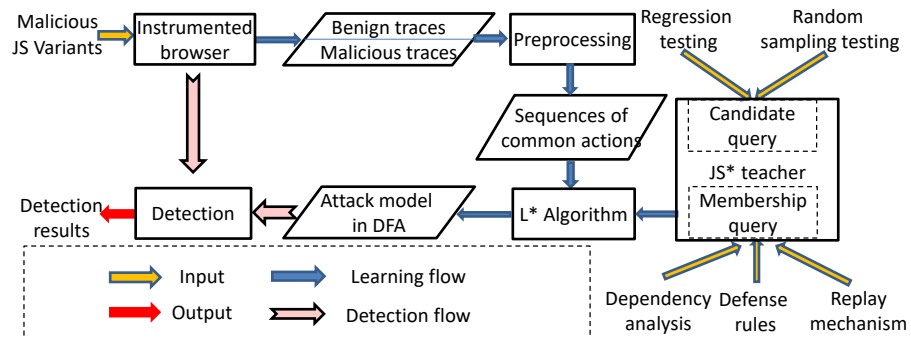 Malicious
JS Variants
Instrumented
browser
Benign traces
Malicious traces
Preprocessing
Regression
testing
Random
sampling testing
Sequences of
common actions
Candidate
query
JS* teacher
Membership
query
Detection
results
Detection
Attack model
in DFA
L* Algorithm
Input
Learning flow
Output
Detection flow
Dependency
analysis
Defense
rules
Replay
mechanism